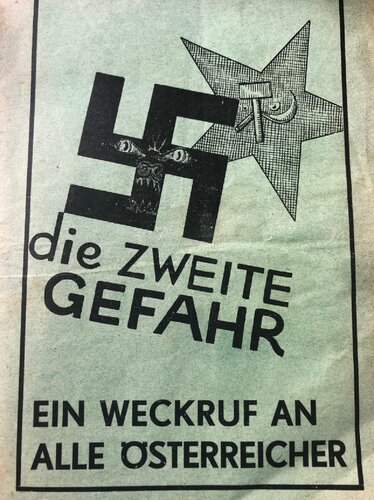 die ZWEITE
GEFAHR
EIN WECKRUF AN
ALLE ÖSTERREICHER